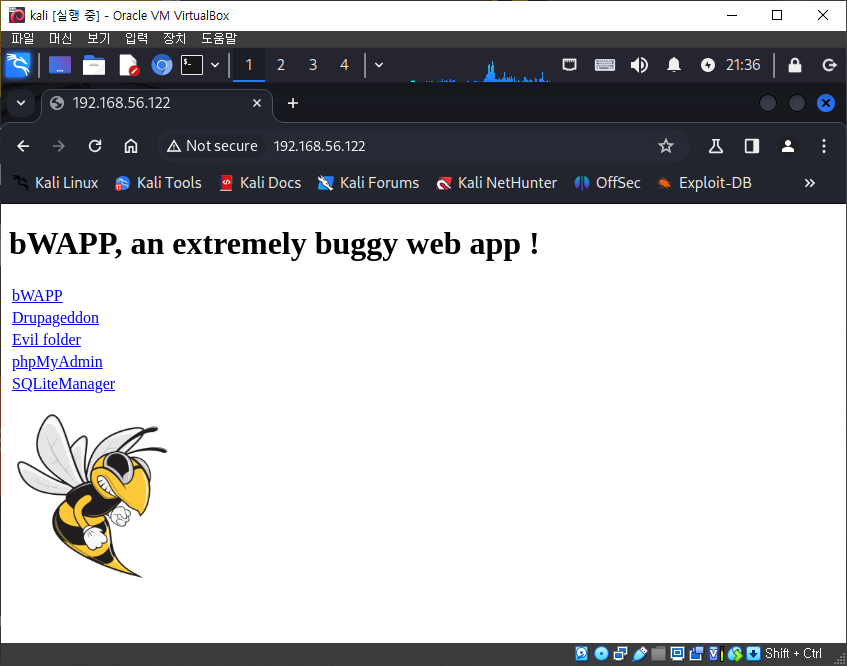 kali [실행 중] - Oracle VM VirtualBox
파일 머신 보기 입력 장치 도움말
1 2 3 4 21:36
192.168.56.122
Not secure 192.168.56.122
Kali Linux Kali Tools Kali Docs Kali Forums Kali NetHunter OffSec Exploit-DB »
bWAPP, an extremely buggy web app !
bWAPP
Drupageddon
Evil folder
phpMyAdmin
SQLiteManager
Shift + Ctrl